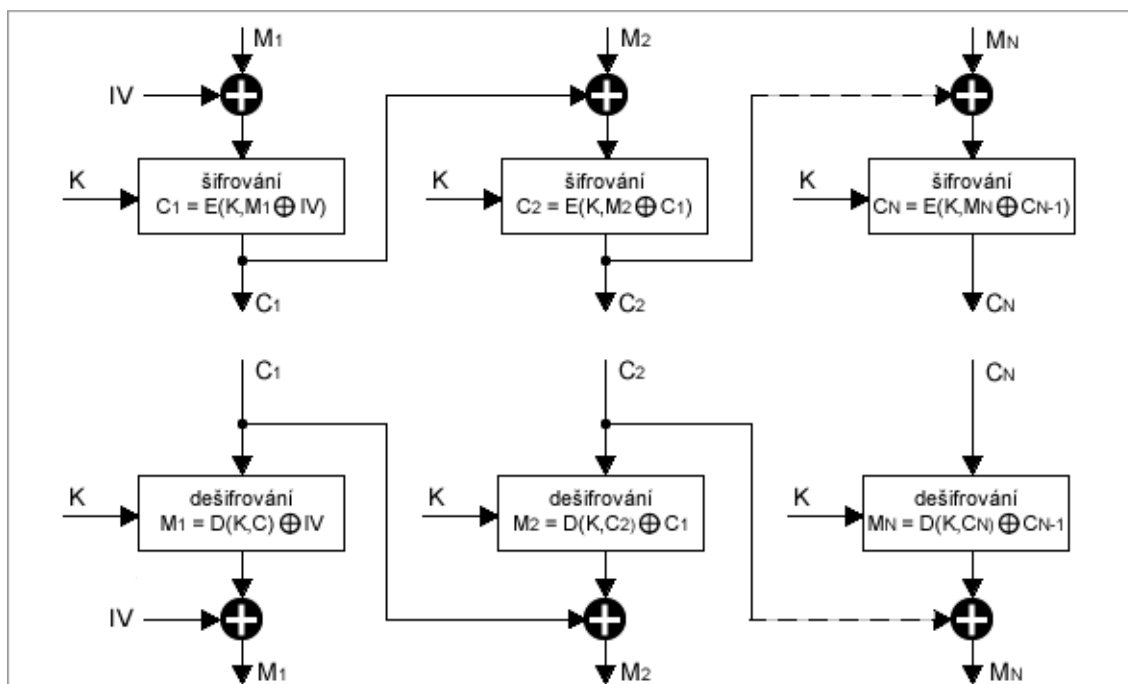 M1 M2 MN
IV
K šifrování K šifrování K šifrování
C1 = E(K,M1 ⊕ IV) C2 = E(K,M2 ⊕ C1) CN = E(K,MN ⊕ CN-1)
C1 C2 CN
C1 C2 CN
K dešifrování K dešifrování K dešifrování
M1 = D(K,C) ⊕ IV M2 = D(K,C2) ⊕ C1 MN = D(K,CN) ⊕ CN-1
IV
M1 M2 MN